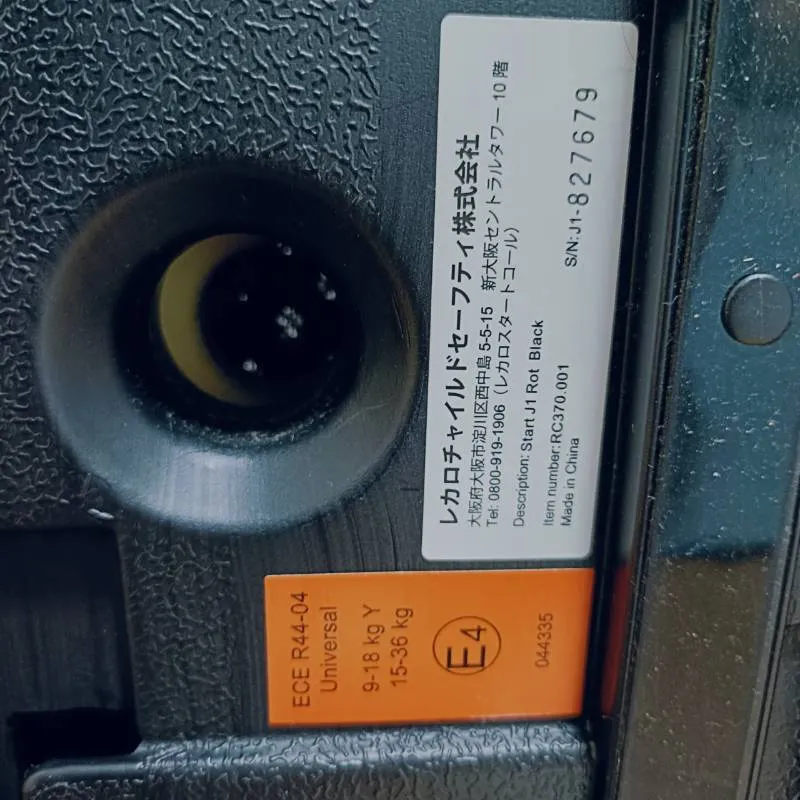 レカロチャイルドセーフティ株式会社
大阪府大阪市淀川区西中島 5-5-15 新大阪セントラルタワー 10 階
Tel: 0800-919-1906（レカロスタートコール）
Description: Start J1 Rot Black
Item number: RC370.001
S/N: J1-827679
Made in China
ECE R44-04
Universal
9-18 kg Y
15-36 kg
E4
044335